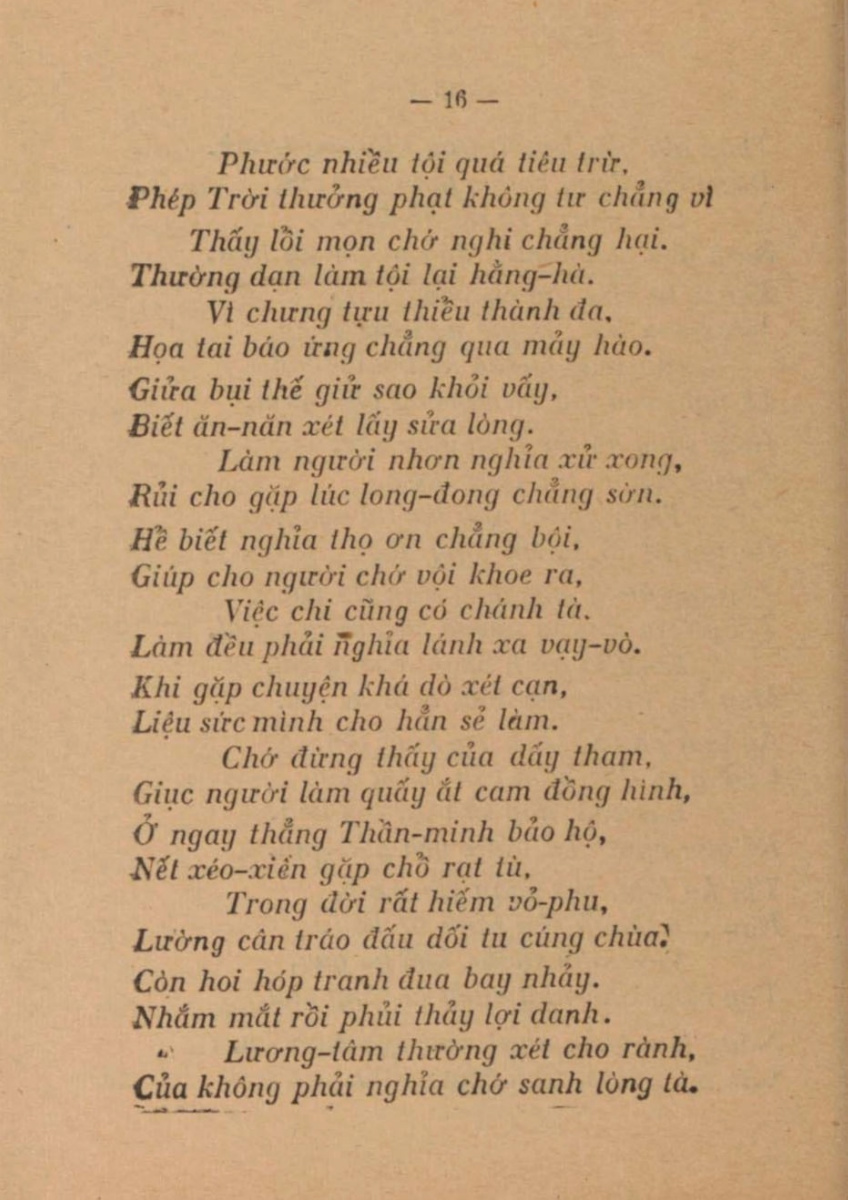 — 16 —
Phước nhiều tội quá tiêu trừ,
Phép Trời thưởng phạt không tư chẳng vì
Thấy lồi mọn chớ nghi chẳng hại.
Thường dạn làm tội lại hằng-hà.
Vì chưng tựu thiểu thành đa,
Họa tai báo ứng chẳng qua mảy hào.
Giửa bụi thế giử sao khỏi vấy,
Biết ăn-năn xét lấy sửa lòng.
Làm người nhơn nghĩa xử xong,
Rủi cho gặp lúc long-đong chẳng sờn.
Hề biết nghĩa thọ ơn chẳng bội,
Giúp cho người chớ vội khoe ra,
Việc chi cũng có chánh tà.
Làm đều phải nghĩa lánh xa vạy-vò.
Khi gặp chuyện khá dò xét cạn,
Liệu sức mình cho hẳn sẻ làm.
Chớ đừng thấy của dấy tham,
Giục người làm quấy ắt cam đồng hình,
Ở ngay thẳng Thần-minh bảo hộ,
Nết xéo-xiên gặp chổ rạt tù,
Trong đời rất hiếm vỏ-phu,
Lường cân tráo đấu dối tu cúng chùa.
Còn hoi hóp tranh đua bay nhảy.
Nhắm mắt rồi phủi thảy lợi danh.
Lương-tâm thường xét cho rành,
Của không phải nghĩa chớ sanh lòng tà.